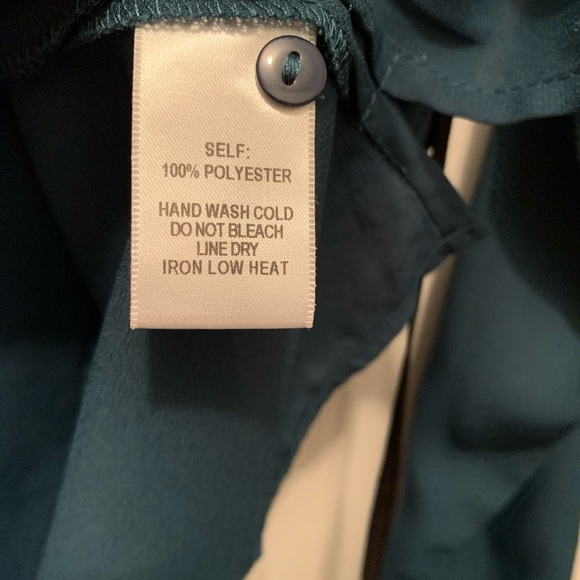 SELF:
100% POLYESTER
HAND WASH COLD
DO NOT BLEACH
LINE DRY
IRON LOW HEAT